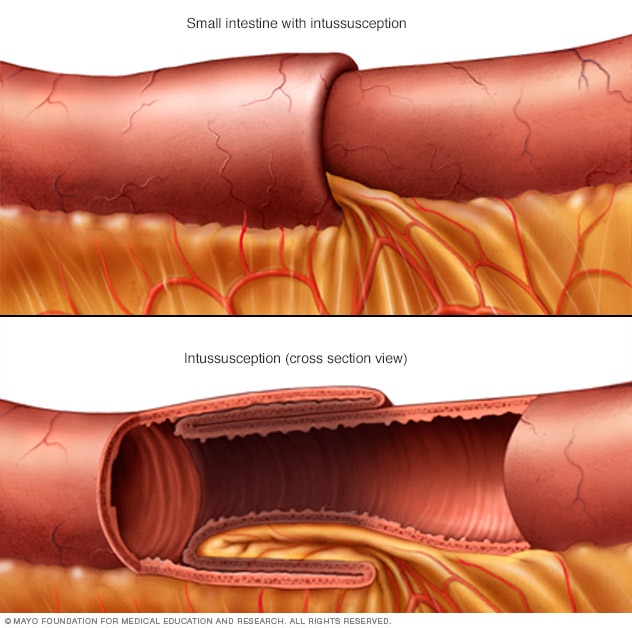 Small intestine with intussusception
Intussusception (cross section view)
© MAYO FOUNDATION FOR MEDICAL EDUCATION AND RESEARCH. ALL RIGHTS RESERVED.